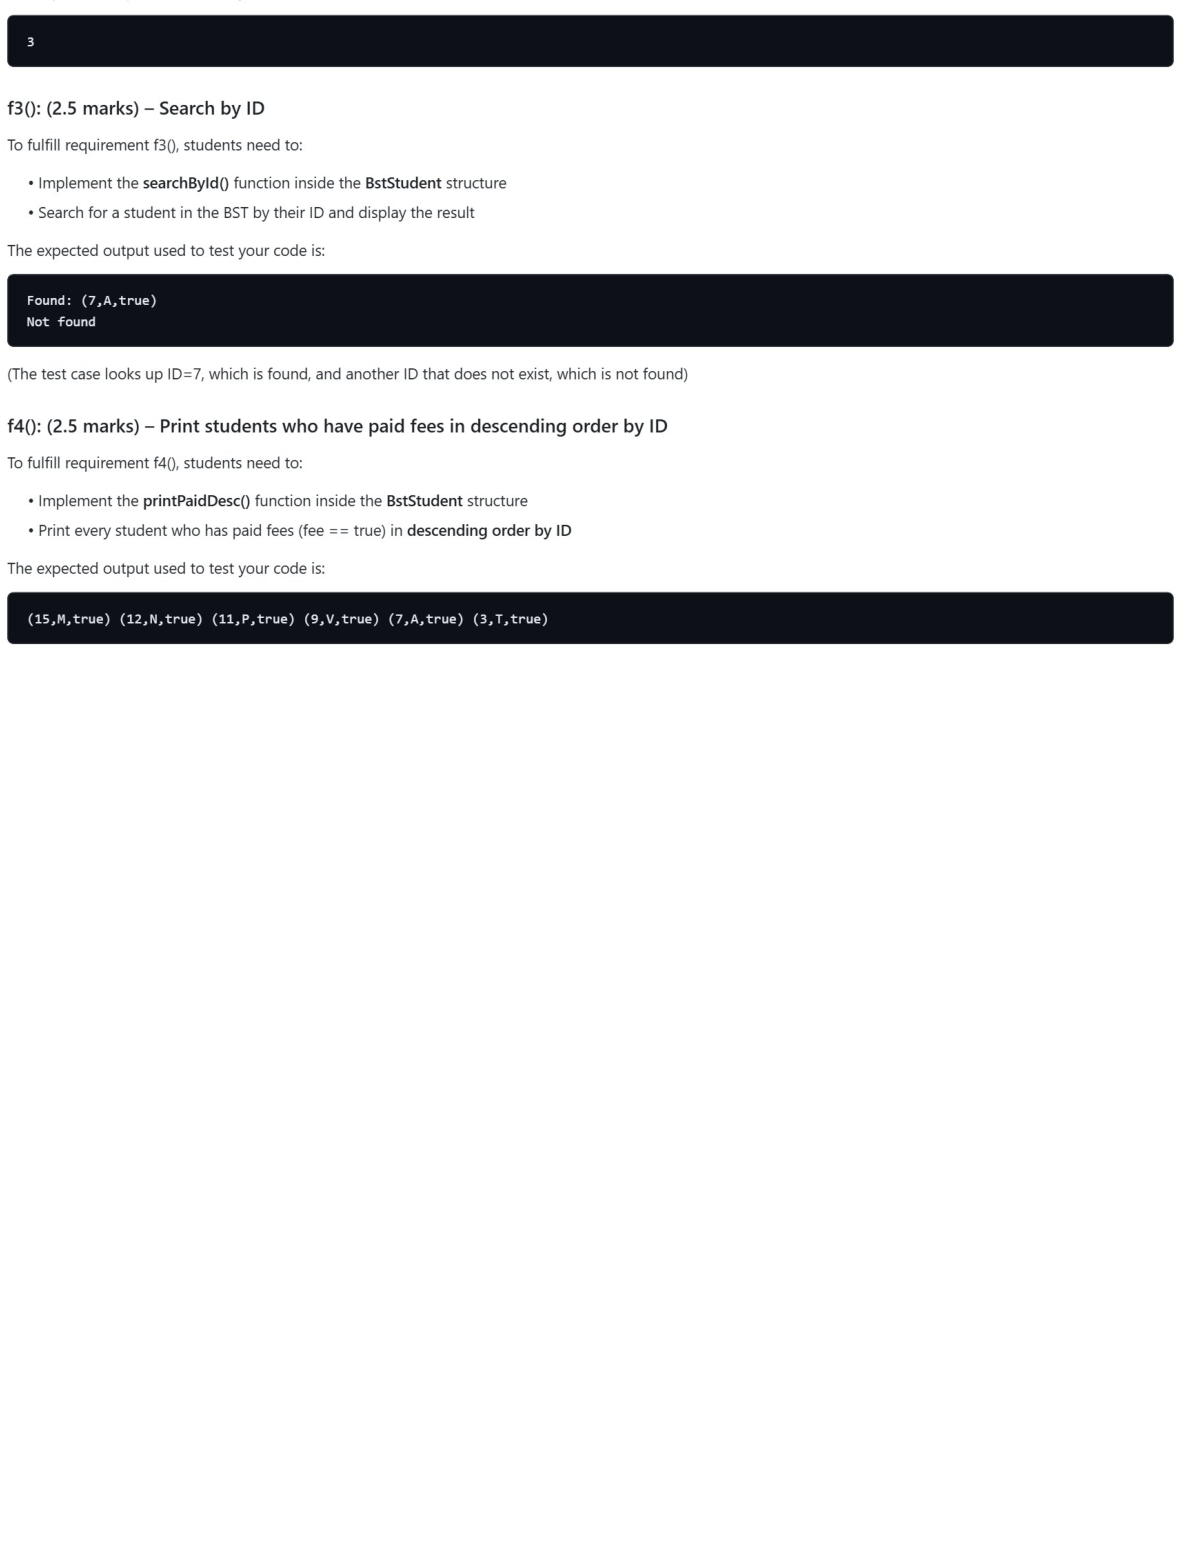 3
f3(): (2.5 marks) – Search by ID
To fulfill requirement f3(), students need to:
• Implement the searchById() function inside the BstStudent structure
• Search for a student in the BST by their ID and display the result
The expected output used to test your code is:
Found: (7,A,true)
Not found
(The test case looks up ID=7, which is found, and another ID that does not exist, which is not found)
f4(): (2.5 marks) – Print students who have paid fees in descending order by ID
To fulfill requirement f4(), students need to:
• Implement the printPaidDesc() function inside the BstStudent structure
• Print every student who has paid fees (fee == true) in descending order by ID
The expected output used to test your code is:
(15,M,true) (12,N,true) (11,P,true) (9,V,true) (7,A,true) (3,T,true)